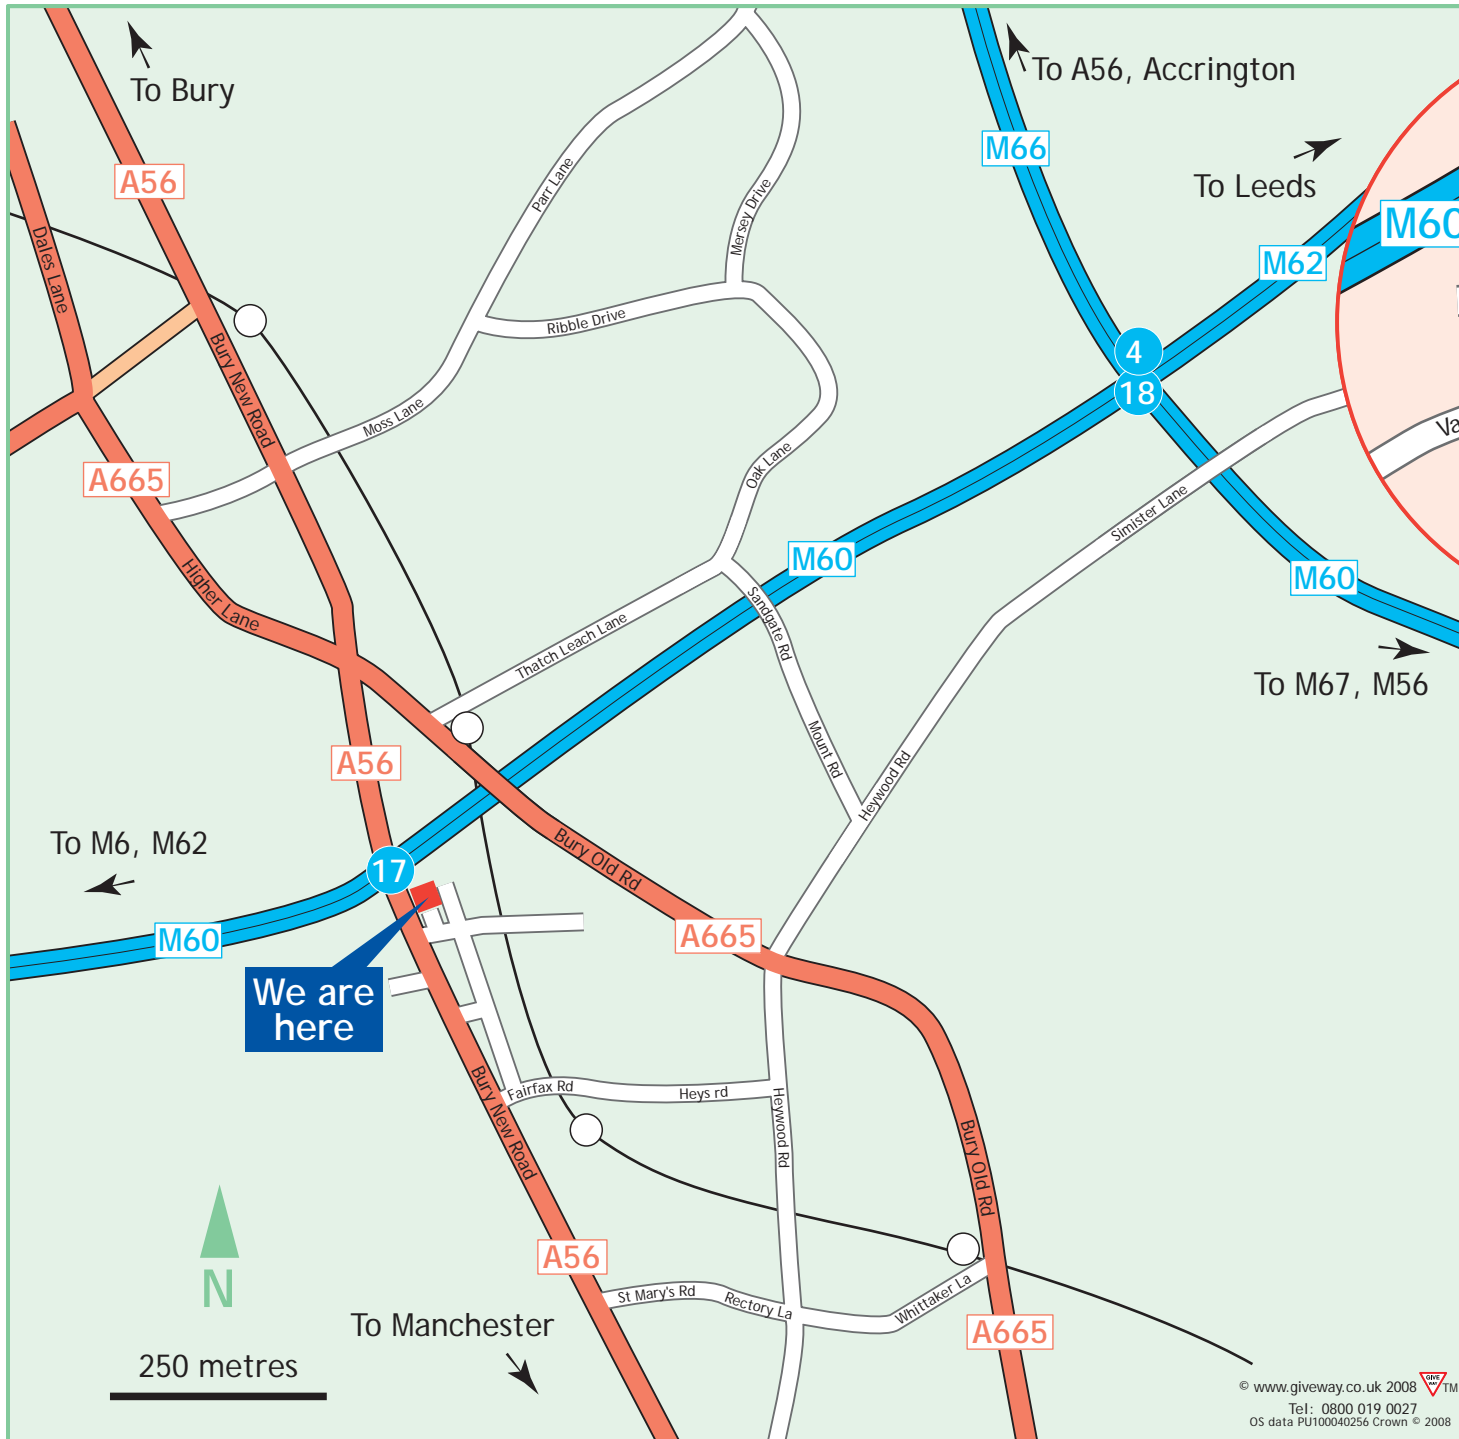 To Bury
To A56, Accrington
A56
M66
To Leeds
M60
M62
Parr Lane
Mersey Drive
Dales Lane
Ribble Drive
Bury New Road
4
18
Moss Lane
Va
A665
Oak Lane
Simister Lane
M60
M60
Higher Lane
Sandgate Rd
Thatch Leach Lane
To M67, M56
A56
Mount Rd
Heywood Rd
To M6, M62
17
Bury Old Rd
M60
A665
We are
here
Bury New Road
Fairfax Rd
Heys rd
Heywood Rd
Bury Old Rd
N
A56
St Mary's Rd
Rectory La
Whittaker La
To Manchester
A665
250 metres
© www.giveway.co.uk 2008
GIVE
WAY
TM
Tel: 0800 019 0027
OS data PU100040256 Crown © 2008